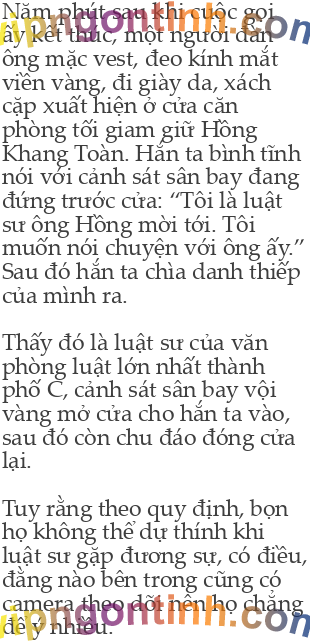 Năm phút sau khi cuộc gọi
ấy kết thúc, một người đàn
ông mặc vest, đeo kính mắt
viền vàng, đi giày da, xách
cặp xuất hiện ở cửa căn
phòng tối giam giữ Hồng
Khang Toàn. Hắn ta bình tĩnh
nói với cảnh sát sân bay đang
đứng trước cửa: “Tôi là luật
sư ông Hồng mời tới. Tôi
muốn nói chuyện với ông ấy.”
Sau đó hắn ta chìa danh thiếp
của mình ra.
Thấy đó là luật sư của văn
phòng luật lớn nhất thành
phố C, cảnh sát sân bay vội
vàng mở cửa cho hắn ta vào,
sau đó còn chu đáo đóng cửa
lại.
Tuy rằng theo quy định, bọn
họ không thể dự thính khi
luật sư gặp đương sự, có điều,
đằng nào bên trong cũng có
camera theo dõi nên họ chẳng
để ý nhiều.